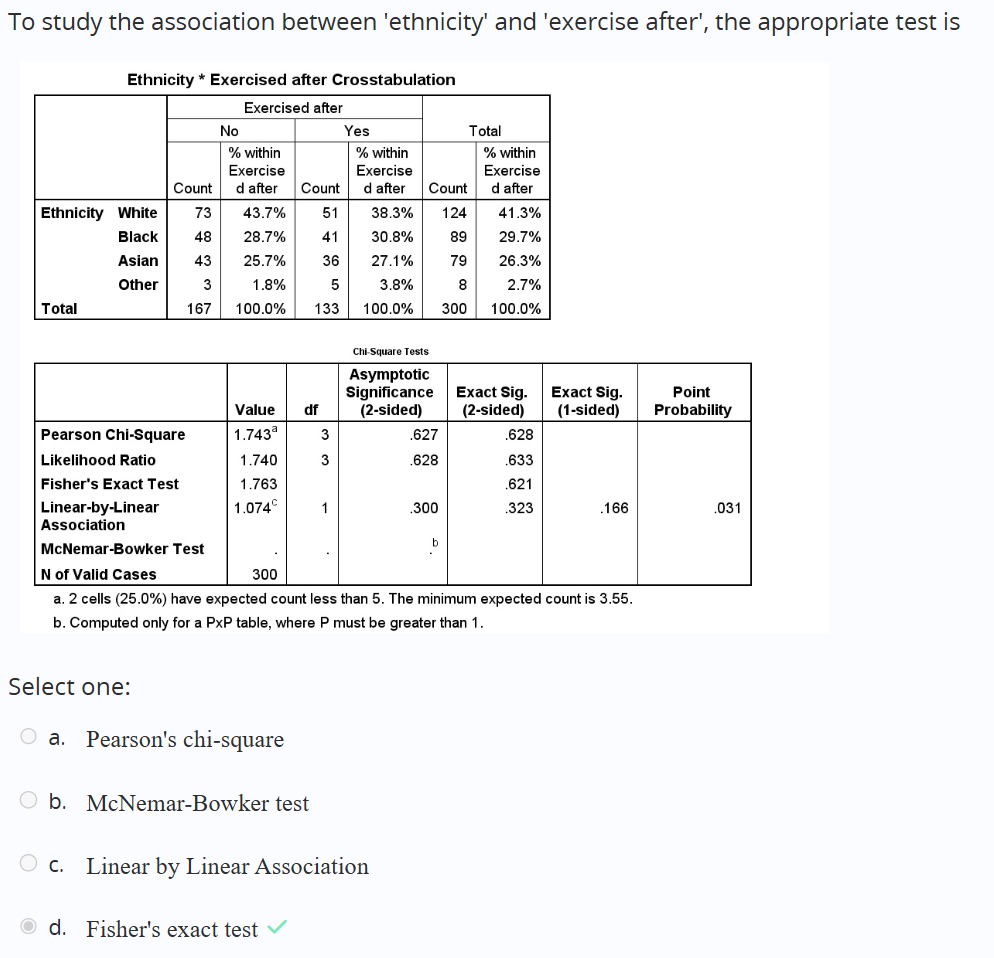 To study the association between 'ethnicity' and 'exercise after', the appropriate test is
Ethnicity * Exercised after Crosstabulation
Exercised after
No Yes Total
% within % within % within
Exercise Exercise Exercise
Count d after Count d after Count d after
Ethnicity White 73 43.7% 51 38.3% 124 41.3%
Black 48 28.7% 41 30.8% 89 29.7%
Asian 43 25.7% 36 27.1% 79 26.3%
Other 3 1.8% 5 3.8% 8 2.7%
Total 167 100.0% 133 100.0% 300 100.0%
Chi-Square Tests
Asymptotic
Significance Exact Sig. Exact Sig. Point
Value df (2-sided) (2-sided) (1-sided) Probability
Pearson Chi-Square 1.743a 3 .627 .628
Likelihood Ratio 1.740 3 .628 .633
Fisher's Exact Test 1.763 .621
Linear-by-Linear 1.074c 1 .300 .323 .166 .031
Association
McNemar-Bowker Test . . .b
N of Valid Cases 300
a. 2 cells (25.0%) have expected count less than 5. The minimum expected count is 3.55.
b. Computed only for a PxP table, where P must be greater than 1.
Select one:
a. Pearson's chi-square
b. McNemar-Bowker test
c. Linear by Linear Association
d. Fisher's exact test